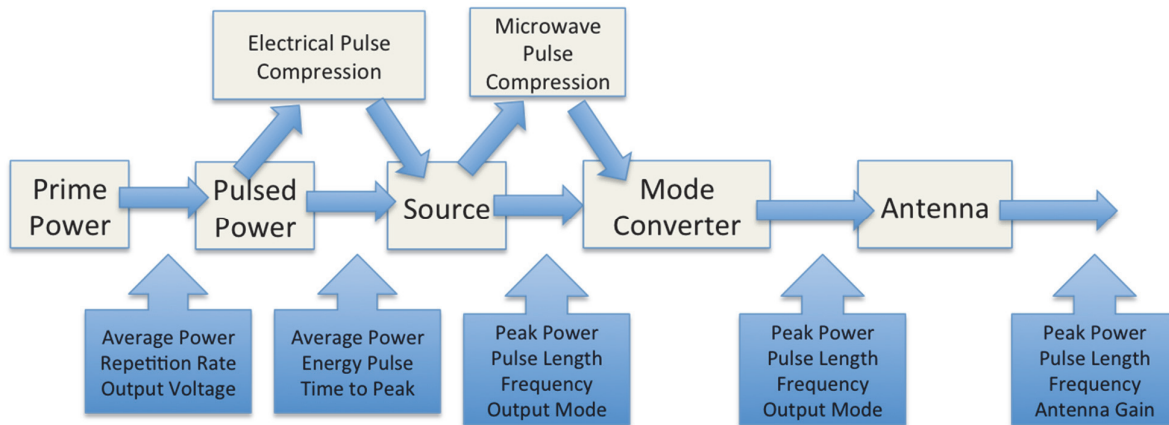 Electrical Pulse
Compression
Microwave
Pulse
Compression
Prime
Power
Pulsed
Power
Source
Mode
Converter
Antenna
Average Power
Repetition Rate
Output Voltage
Average Power
Energy Pulse
Time to Peak
Peak Power
Pulse Length
Frequency
Output Mode
Peak Power
Pulse Length
Frequency
Output Mode
Peak Power
Pulse Length
Frequency
Antenna Gain